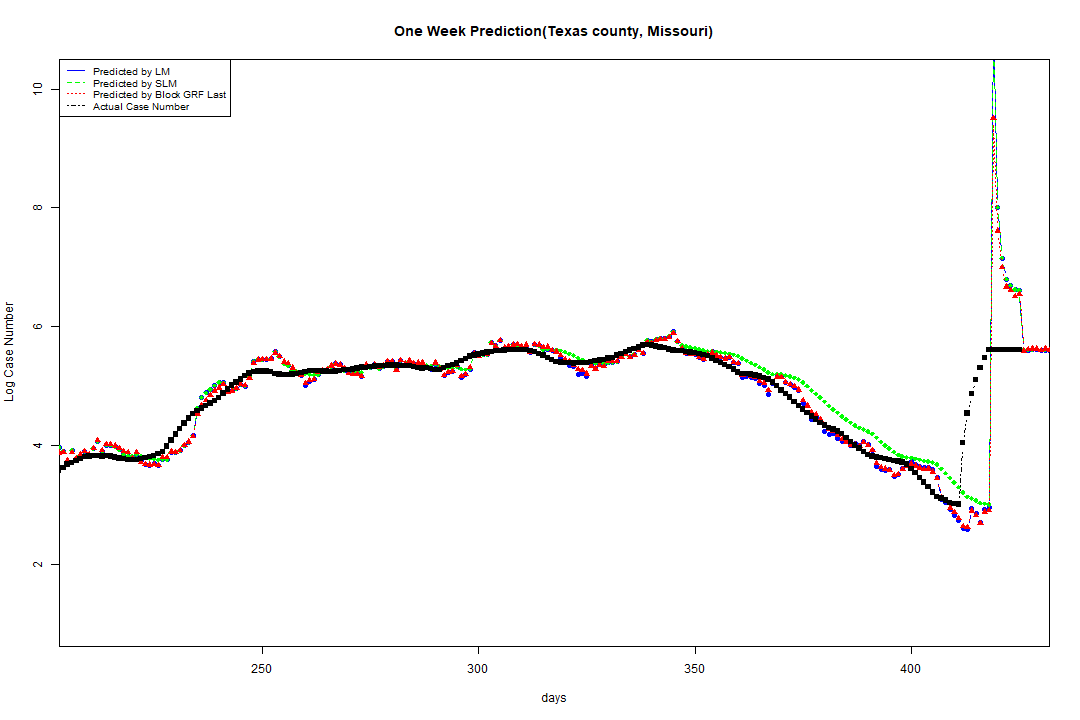 One Week Prediction(Texas county, Missouri)
Predicted by LM
Predicted by SLM
Predicted by Block GRF Last
Actual Case Number
10
8
6
4
2
Log Case Number
250
300
350
400
days